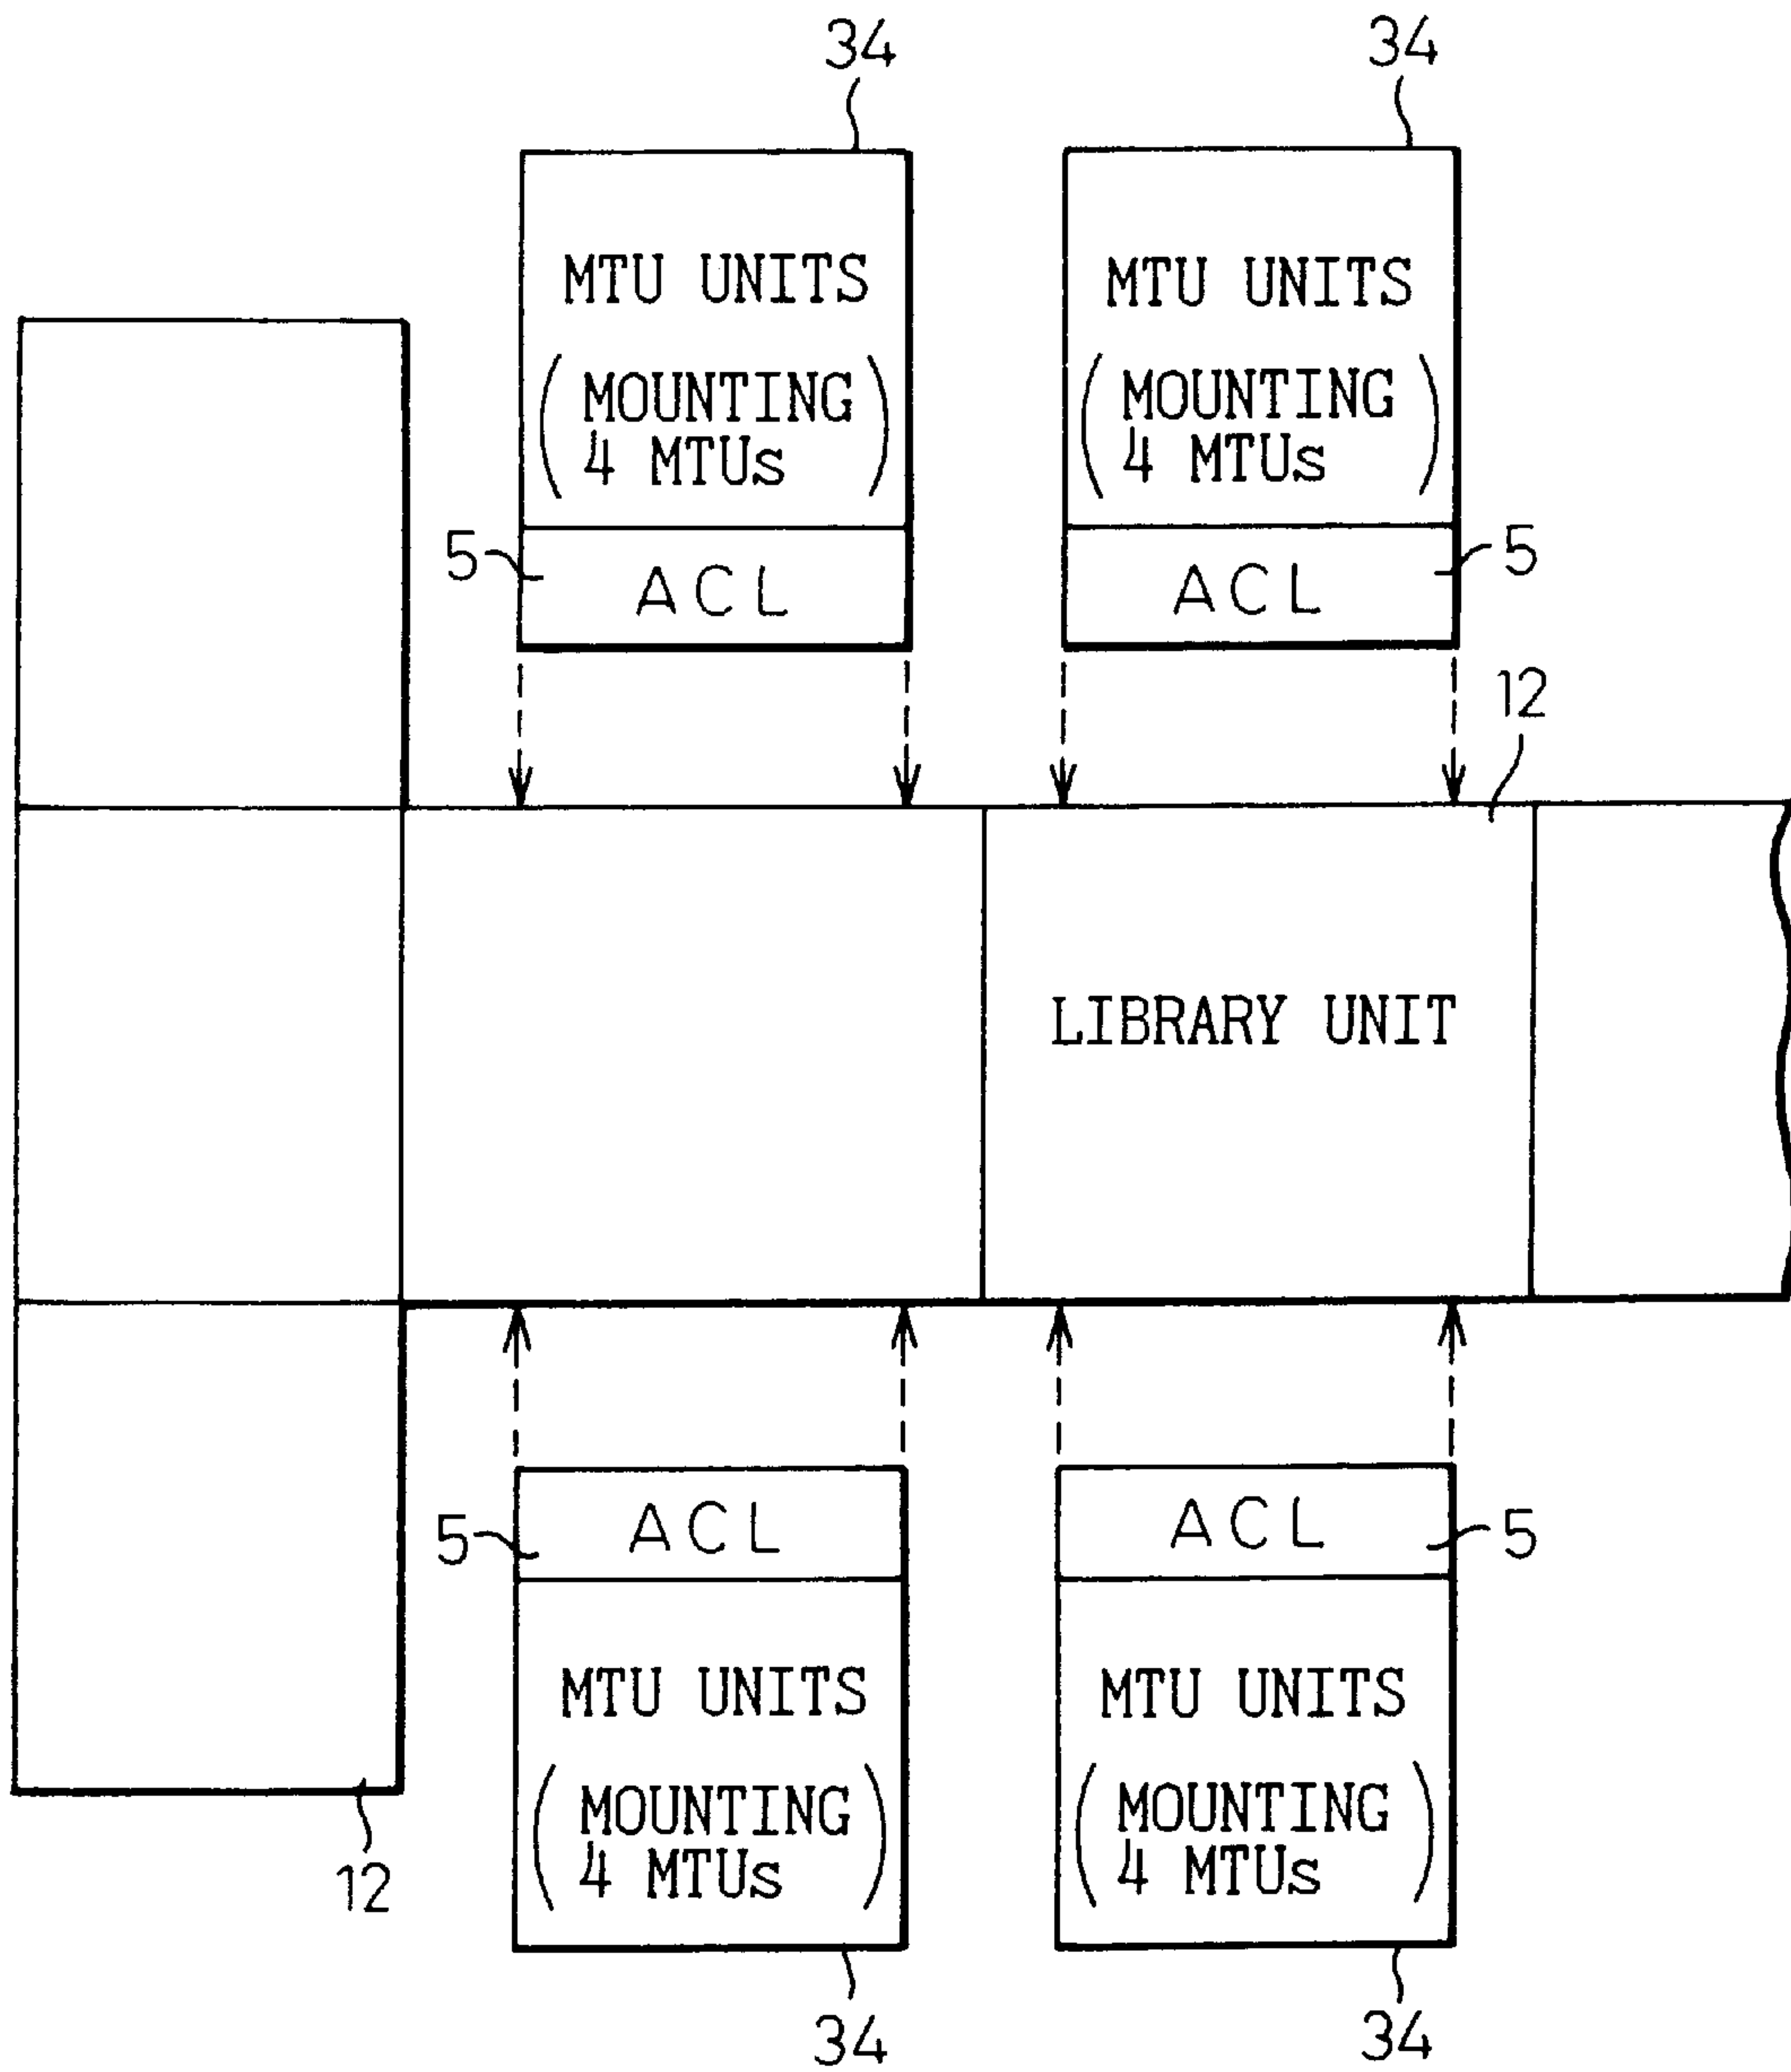 34
34
MTU UNITS
(MOUNTING
4 MTUs)
MTU UNITS
(MOUNTING
4 MTUs)
5
ACL
ACL
5
12
LIBRARY UNIT
5
ACL
ACL
5
MTU UNITS
(MOUNTING
4 MTUs)
MTU UNITS
(MOUNTING
4 MTUs)
12
34
34